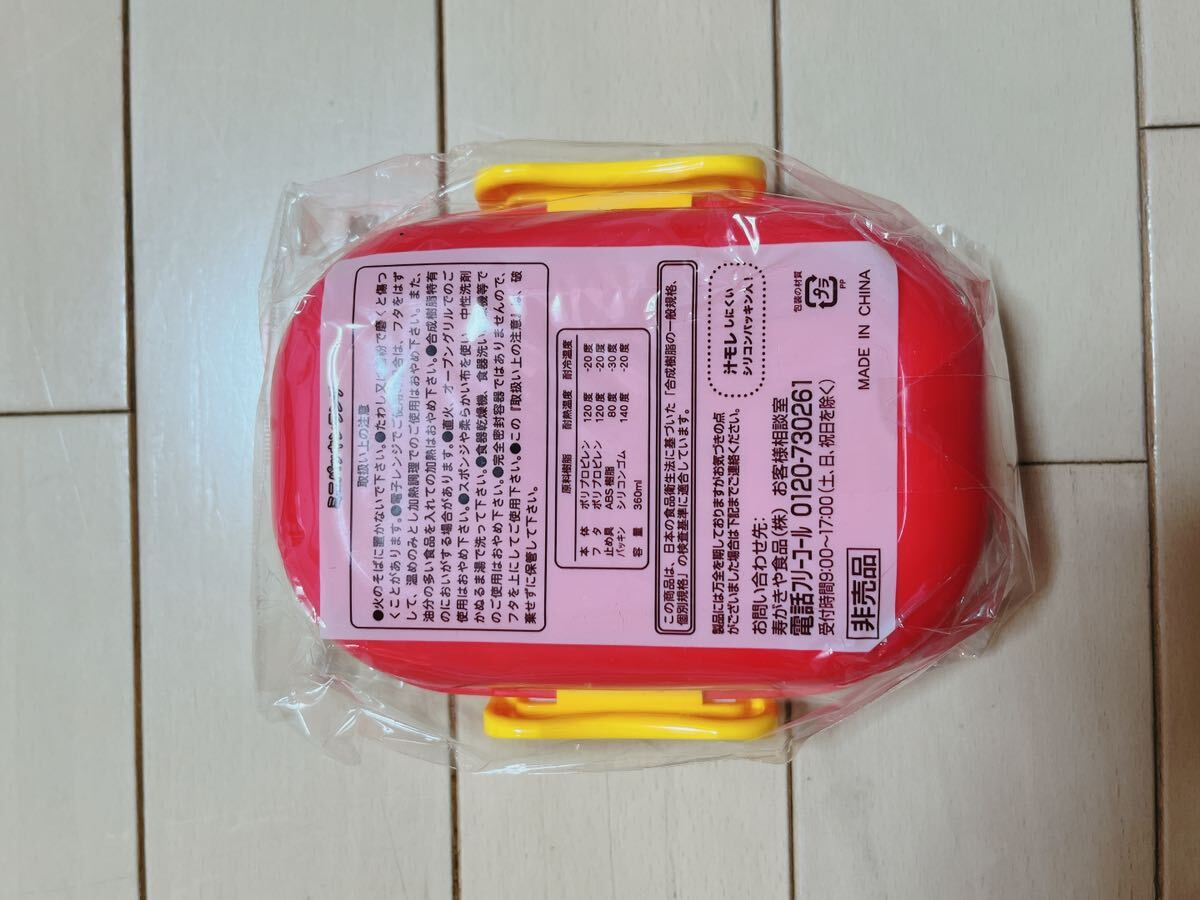 取扱い上の注意
●火のそばに置かないで下さい。●たわし又は 粉で磨くと傷つ
くことがあります。●電子レンジでご使用 合は、フタをはず
して、温めのみとし加熱調理でのご使用はおやめ下さい。また、
油分の多い食品を入れての加熱はおやめ下さい。●合成樹脂特有
のにおいがする場合があります。●直火、オーブングリルでのご
使用はおやめ下さい。●スポンジや柔らかい布を使い、中性洗剤
かぬるま湯で洗って下さい。●食器乾燥機、食器洗い 機等で
のご使用はおやめ下さい。●完全密封容器ではありませんので、
フタを上にしてご使用下さい。●この『取扱い上の注意』は、破
棄せずに保管して下さい。
原料樹脂 耐熱温度 耐冷温度
本体 ポリプロピレン 120度 -20度
フタ ポリプロピレン 120度 -20度
止め具 ABS樹脂 80度 -30度
パッキン シリコンゴム 140度 -20度
容量 360ml
この商品は、日本の食品衛生法に基づいた「合成樹脂の一般規格、
個別規格」の検査基準に適合しています。
汁モレしにくい
シリコンパッキン入!
製品には万全を期しておりますがお気づきの点
がございました場合は下記までご連絡ください。
お問い合わせ先:
寿がきや食品(株) お客様相談室
電話フリーコール 0120-730261
受付時間9:00〜17:00(土、日、祝日を除く)
非売品
包装の材質
プラ
PP
MADE IN CHINA